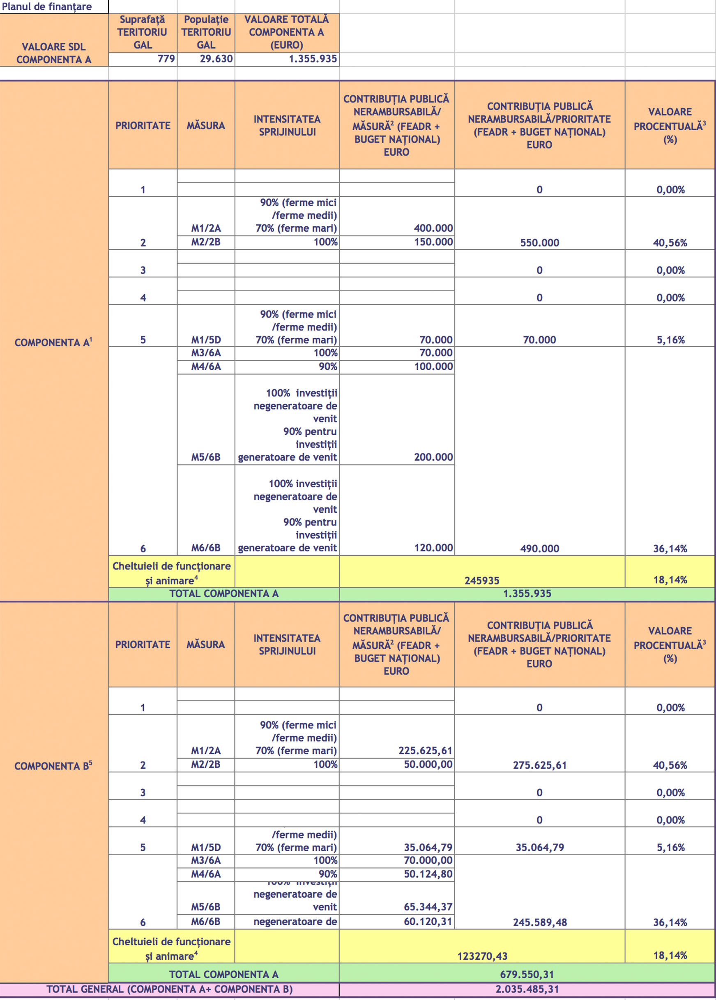 Planul de finanțare
VALOARE SDL
COMPONENTA A
Suprafață
TERITORIU
GAL
Populație
TERITORIU
GAL
VALOARE TOTALĂ
COMPONENTA A
(EURO)
779
29.630
1.355.935
COMPONENTA A¹
PRIORITATE
MĂSURA
INTENSITATEA
SPRIJINULUI
CONTRIBUȚIA PUBLICĂ
NERAMBURSABILĂ/
MĂSURĂ² (FEADR +
BUGET NAȚIONAL)
EURO
CONTRIBUȚIA PUBLICĂ
NERAMBURSABILĂ/PRIORITATE
(FEADR + BUGET NAȚIONAL)
EURO
VALOARE
PROCENTUALĂ³
(%)
1
0
0,00%
2
M1/2A
90% (ferme mici
/ferme medii)
70% (ferme mari)
400.000
M2/2B
100%
150.000
550.000
40,56%
3
0
0,00%
4
0
0,00%
5
M1/5D
90% (ferme mici
/ferme medii)
70% (ferme mari)
70.000
70.000
5,16%
M3/6A
100%
70.000
M4/6A
90%
100.000
M5/6B
100% investiții
negeneratoare de
venit
90% pentru
investiții
generatoare de venit
200.000
6
M6/6B
100% investiții
negeneratoare de
venit
90% pentru
investiții
generatoare de venit
120.000
490.000
36,14%
Cheltuieli de funcționare
și animare⁴
245935
18,14%
TOTAL COMPONENTA A
1.355.935
COMPONENTA B⁵
PRIORITATE
MĂSURA
INTENSITATEA
SPRIJINULUI
CONTRIBUȚIA PUBLICĂ
NERAMBURSABILĂ/
MĂSURĂ² (FEADR +
BUGET NAȚIONAL)
EURO
CONTRIBUȚIA PUBLICĂ
NERAMBURSABILĂ/PRIORITATE
(FEADR + BUGET NAȚIONAL)
EURO
VALOARE
PROCENTUALĂ³
(%)
1
0
0,00%
2
M1/2A
90% (ferme mici
/ferme medii)
70% (ferme mari)
225.625,61
M2/2B
100%
50.000,00
275.625,61
40,56%
3
0
0,00%
4
0
0,00%
5
M1/5D
/ferme medii)
70% (ferme mari)
35.064,79
35.064,79
5,16%
M3/6A
100%
70.000,00
M4/6A
90%
50.124,80
M5/6B
100% investiții
negeneratoare de
venit
65.344,37
6
M6/6B
negeneratoare de
60.120,31
245.589,48
36,14%
Cheltuieli de funcționare
și animare⁴
123270,43
18,14%
TOTAL COMPONENTA A
679.550,31
TOTAL GENERAL (COMPONENTA A+ COMPONENTA B)
2.035.485,31